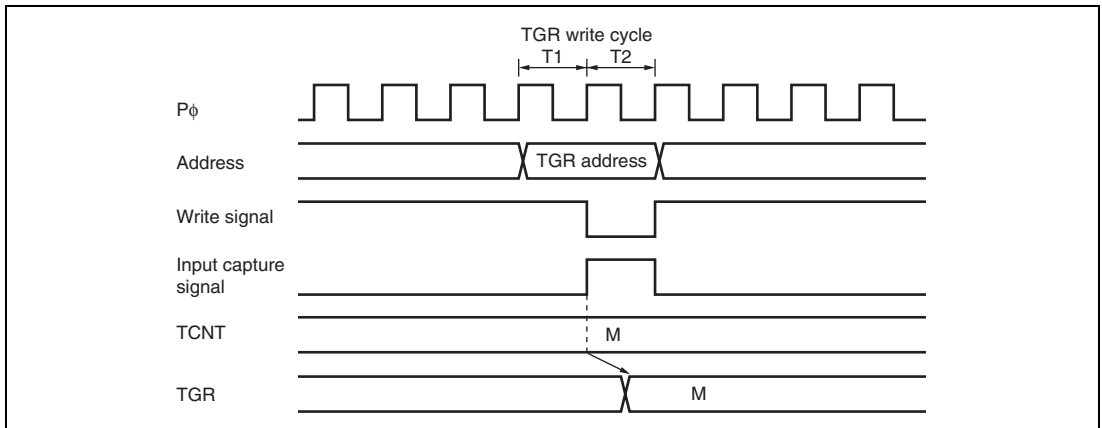 TGR write cycle
T1 T2
Pϕ
Address
TGR address
Write signal
Input capture
signal
TCNT
M
TGR
M